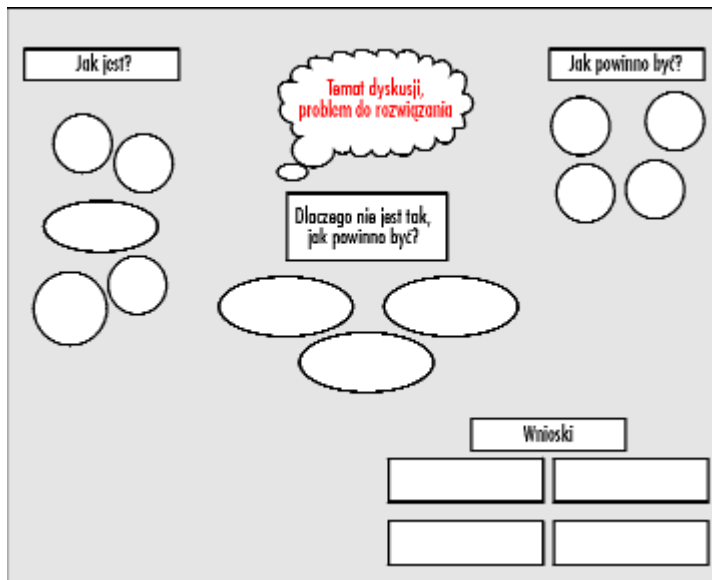 Jak jest?
Temat dyskusji,
problem do rozwiązania
Jak powinno być?
Dlaczego nie jest tak,
jak powinno być?
Wnioski